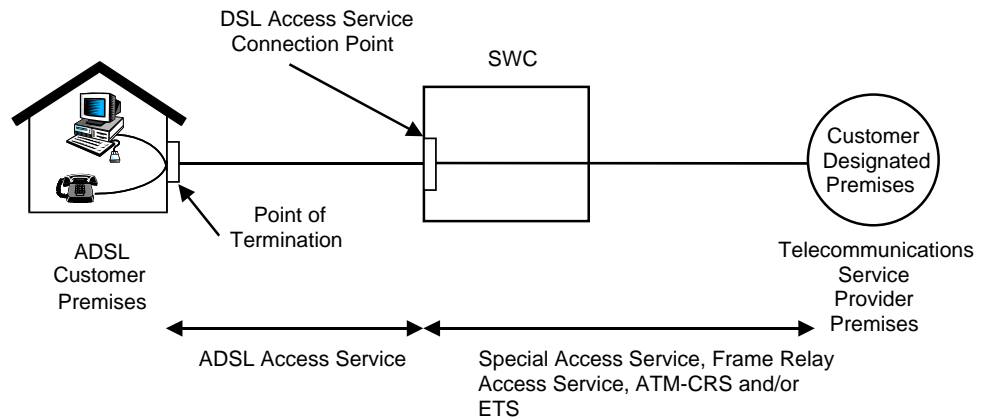 DSL Access Service
Connection Point
SWC
Customer
Designated
Premises
Point of
Termination
ADSL
Customer
Premises
Telecommunications
Service
Provider
Premises
ADSL Access Service
Special Access Service, Frame Relay
Access Service, ATM-CRS and/or
ETS